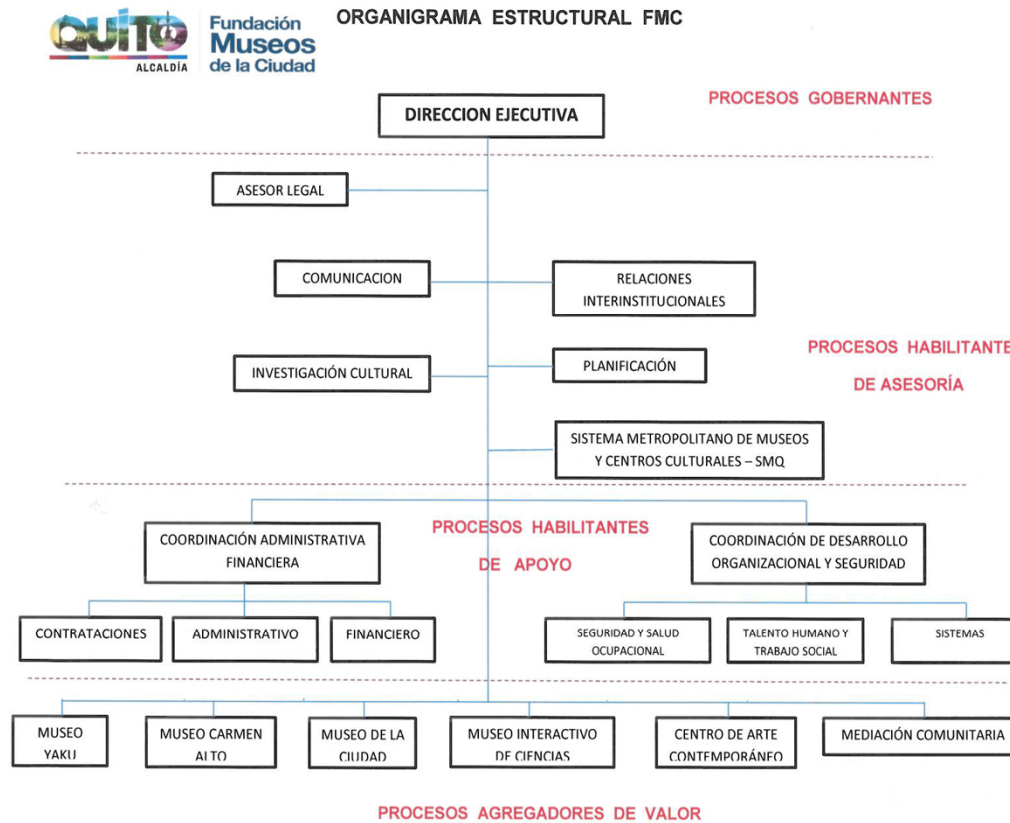 ORGANIGRAMA ESTRUCTURAL FMC
QUITO
ALCALDÍA
Fundación
Museos
de la Ciudad
PROCESOS GOBERNANTES
DIRECCION EJECUTIVA
ASESOR LEGAL
COMUNICACION
RELACIONES
INTERINSTITUCIONALES
INVESTIGACIÓN CULTURAL
PLANIFICACIÓN
PROCESOS HABILITANTE
DE ASESORÍA
SISTEMA METROPOLITANO DE MUSEOS
Y CENTROS CULTURALES – SMQ
PROCESOS HABILITANTES
DE APOYO
COORDINACIÓN ADMINISTRATIVA
FINANCIERA
COORDINACIÓN DE DESARROLLO
ORGANIZACIONAL Y SEGURIDAD
CONTRATACIONES
ADMINISTRATIVO
FINANCIERO
SEGURIDAD Y SALUD
OCUPACIONAL
TALENTO HUMANO Y
TRABAJO SOCIAL
SISTEMAS
MUSEO
YAKU
MUSEO CARMEN
ALTO
MUSEO DE LA
CIUDAD
MUSEO INTERACTIVO
DE CIENCIAS
CENTRO DE ARTE
CONTEMPORÁNEO
MEDIACIÓN COMUNITARIA
PROCESOS AGREGADORES DE VALOR